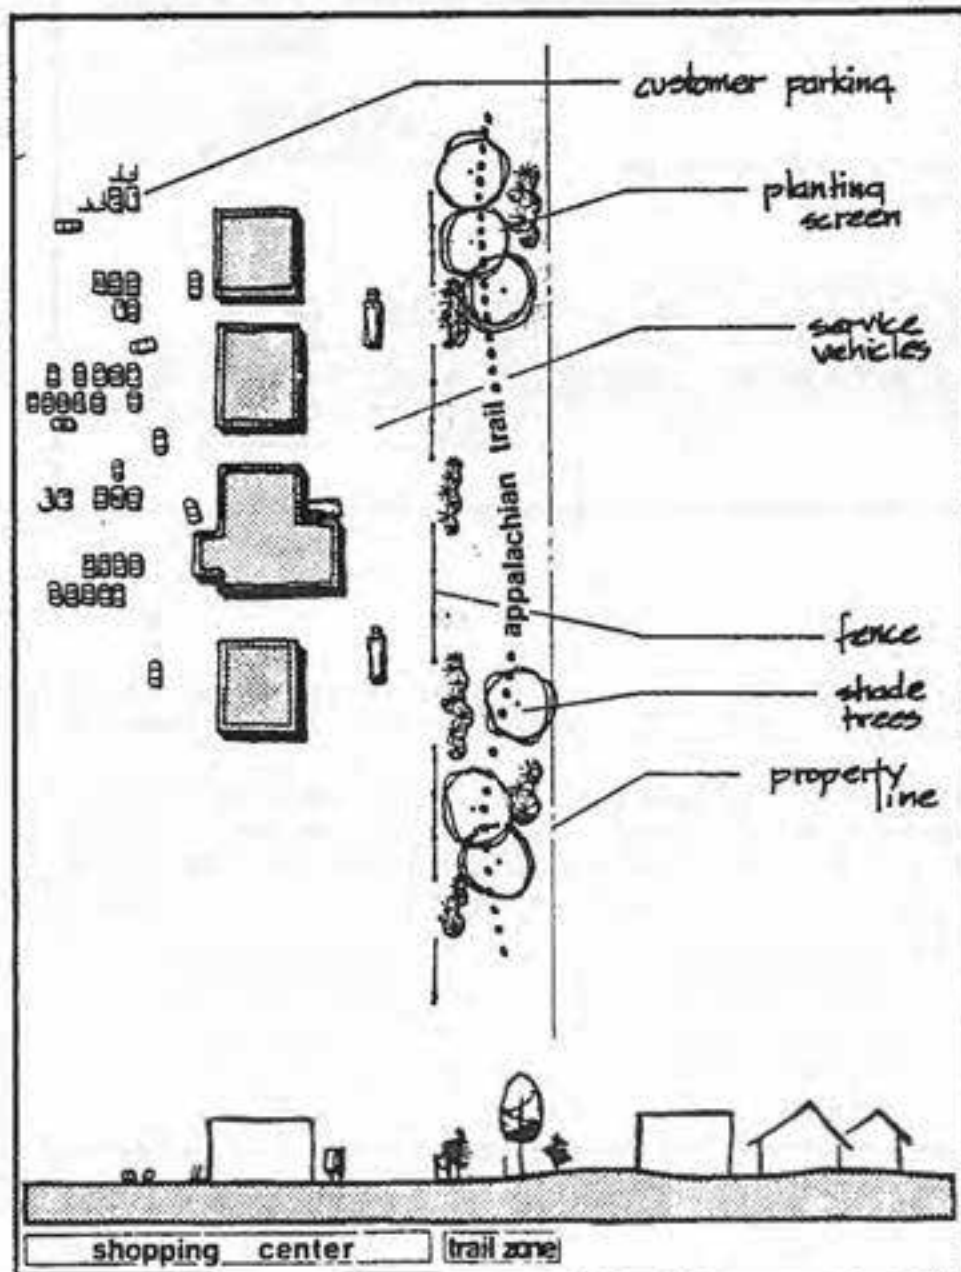 customer parking
planting
screen
service
vehicles
appalachian trail
fence
shade
trees
property
line
shopping center
trail zone